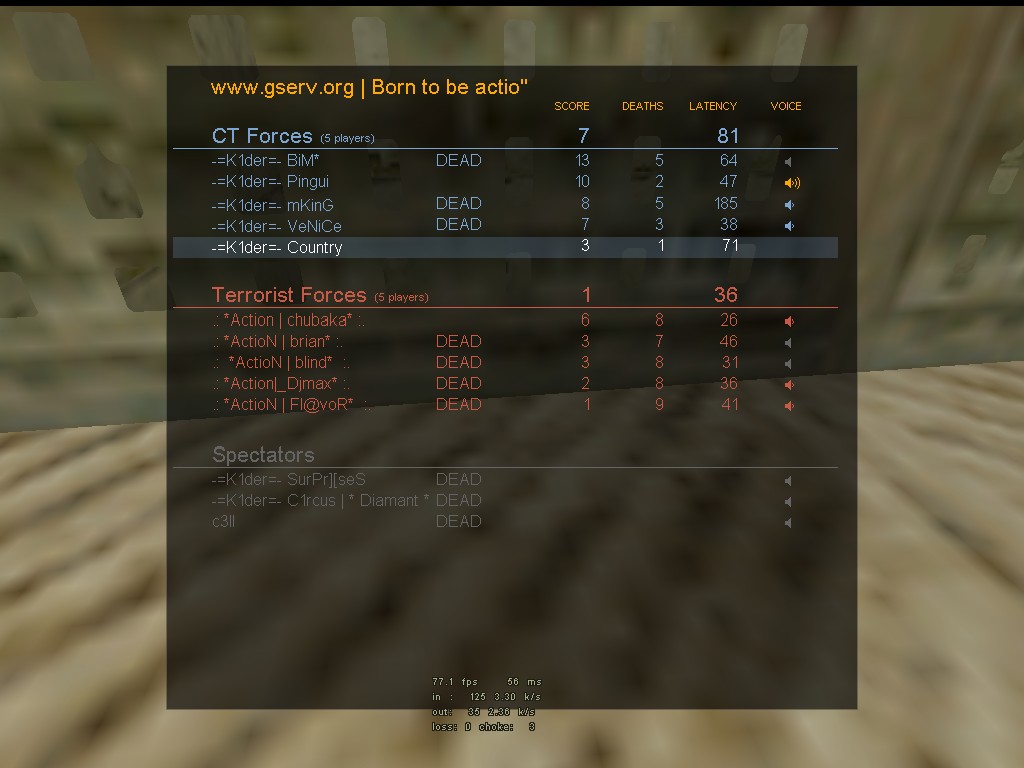 www.gserv.org | Born to be actio"
SCORE DEATHS LATENCY VOICE
CT Forces (5 players) 7 81
-=K1der=- BiM* DEAD 13 5 64
-=K1der=- Pingui 10 2 47
-=K1der=- mKinG DEAD 8 5 185
-=K1der=- VeNiCe DEAD 7 3 38
-=K1der=- Country 3 1 71
Terrorist Forces (5 players) 1 36
.: *Action | chubaka* :. 6 8 26
.: *ActioN | brian* :. DEAD 3 7 46
.: *ActioN | blind* :. DEAD 3 8 31
.: *Action|_Djmax* :. DEAD 2 8 36
.: *ActioN | Fl@voR* :. DEAD 1 9 41
Spectators
-=K1der=- SurPr][seS DEAD
-=K1der=- C1rcus | * Diamant * DEAD
c3ll DEAD
77.1 fps 56 ms
in : 125 3.30 k/s
out: 35 2.36 k/s
loss: 0 choke: 3